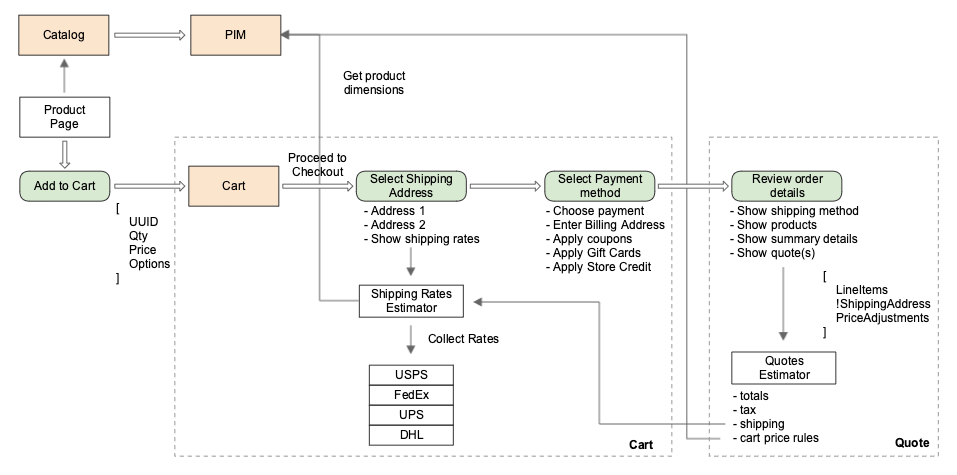 Catalog
PIM
Get product
dimensions
Product
Page
Add to Cart
[
UUID
Qty
Price
Options
]
Cart
Proceed to
Checkout
Select Shipping
Address
- Address 1
- Address 2
- Show shipping rates
Select Payment
method
- Choose payment
- Enter Billing Address
- Apply coupons
- Apply Gift Cards
- Apply Store Credit
Review order
details
- Show shipping method
- Show products
- Show summary details
- Show quote(s)
[
LineItems
!ShippingAddress
PriceAdjustments
]
Shipping Rates
Estimator
Collect Rates
USPS
FedEx
UPS
DHL
Quotes
Estimator
- totals
- tax
- shipping
- cart price rules
Cart
Quote